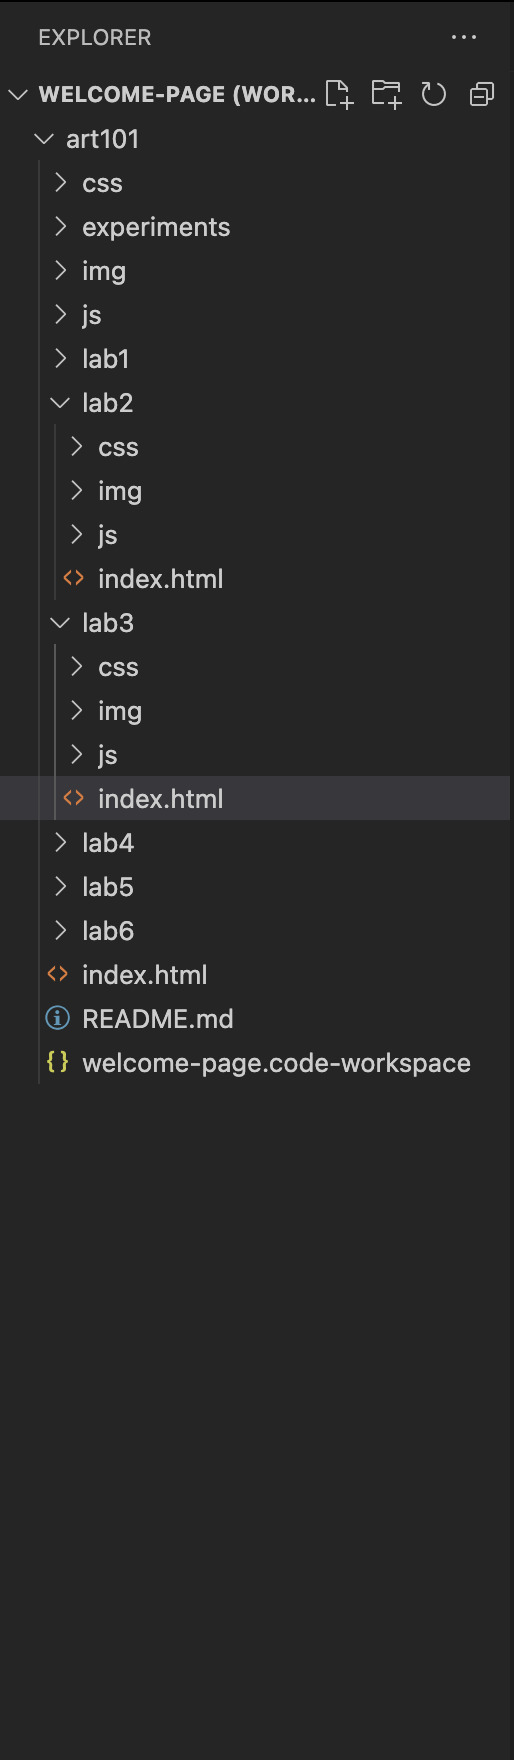 EXPLORER
WELCOME-PAGE (WOR...
art101
css
experiments
img
js
lab1
lab2
css
img
js
index.html
lab3
css
img
js
index.html
lab4
lab5
lab6
index.html
README.md
welcome-page.code-workspace